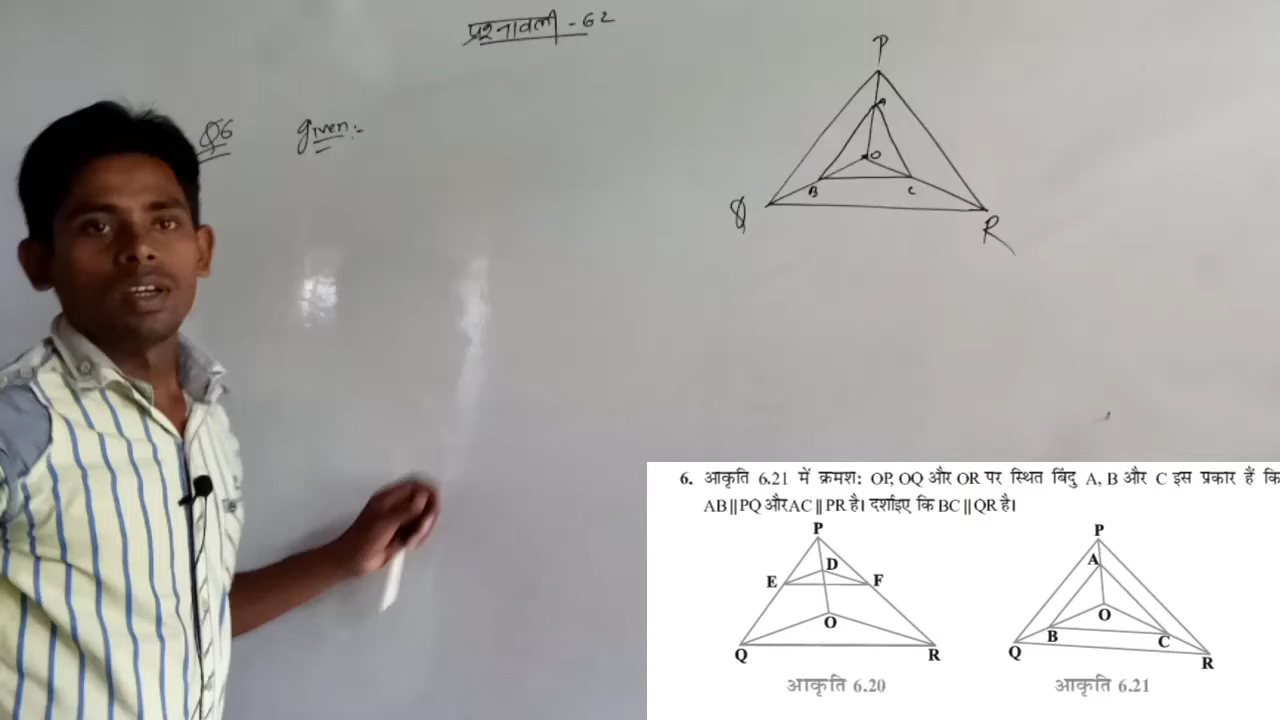 प्रश्नावली - 6 2
Q6 given:-
P
A
O
B C
Q R
6. आकृति 6.21 में क्रमश: OP, OQ और OR पर स्थित बिंदु A, B और C इस प्रकार हैं कि
AB || PQ और AC || PR है। दर्शाइए कि BC || QR है।
P
D
E F
O
Q R
आकृति 6.20
P
A
O
B C
Q R
आकृति 6.21